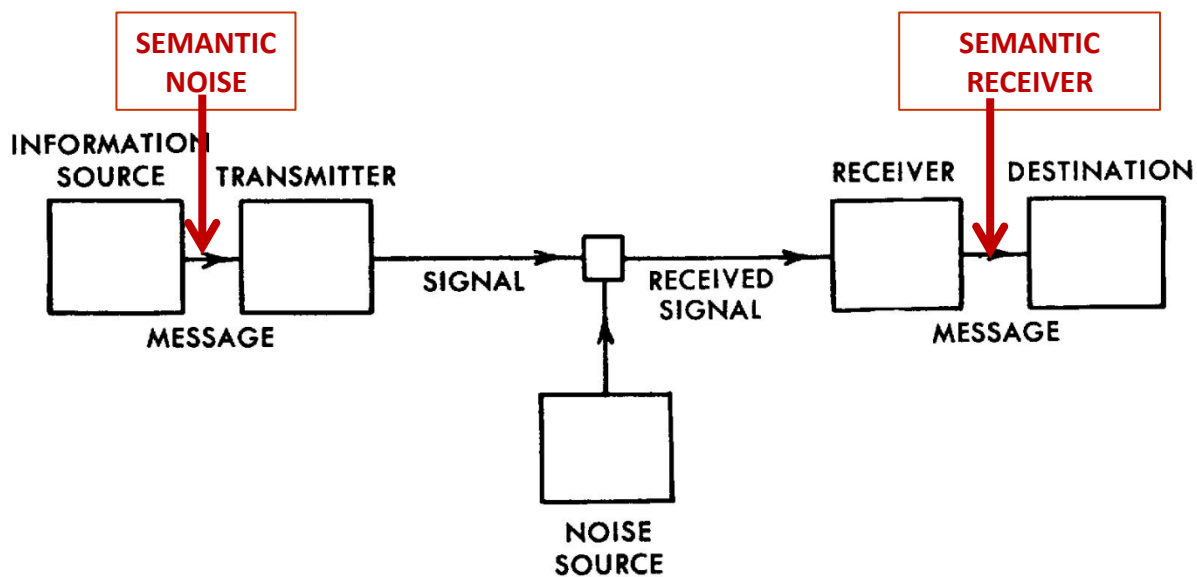 SEMANTIC
NOISE
SEMANTIC
RECEIVER
INFORMATION
SOURCE
TRANSMITTER
RECEIVER
DESTINATION
SIGNAL
RECEIVED
SIGNAL
MESSAGE
MESSAGE
NOISE
SOURCE